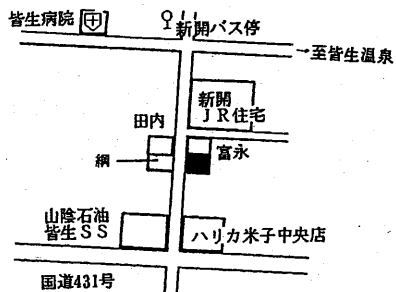 皆生病院
新開バス停
→至皆生温泉
新開
JR住宅
田内
富永
綱
山陰石油
皆生SS
ハリカ米子中央店
国道431号